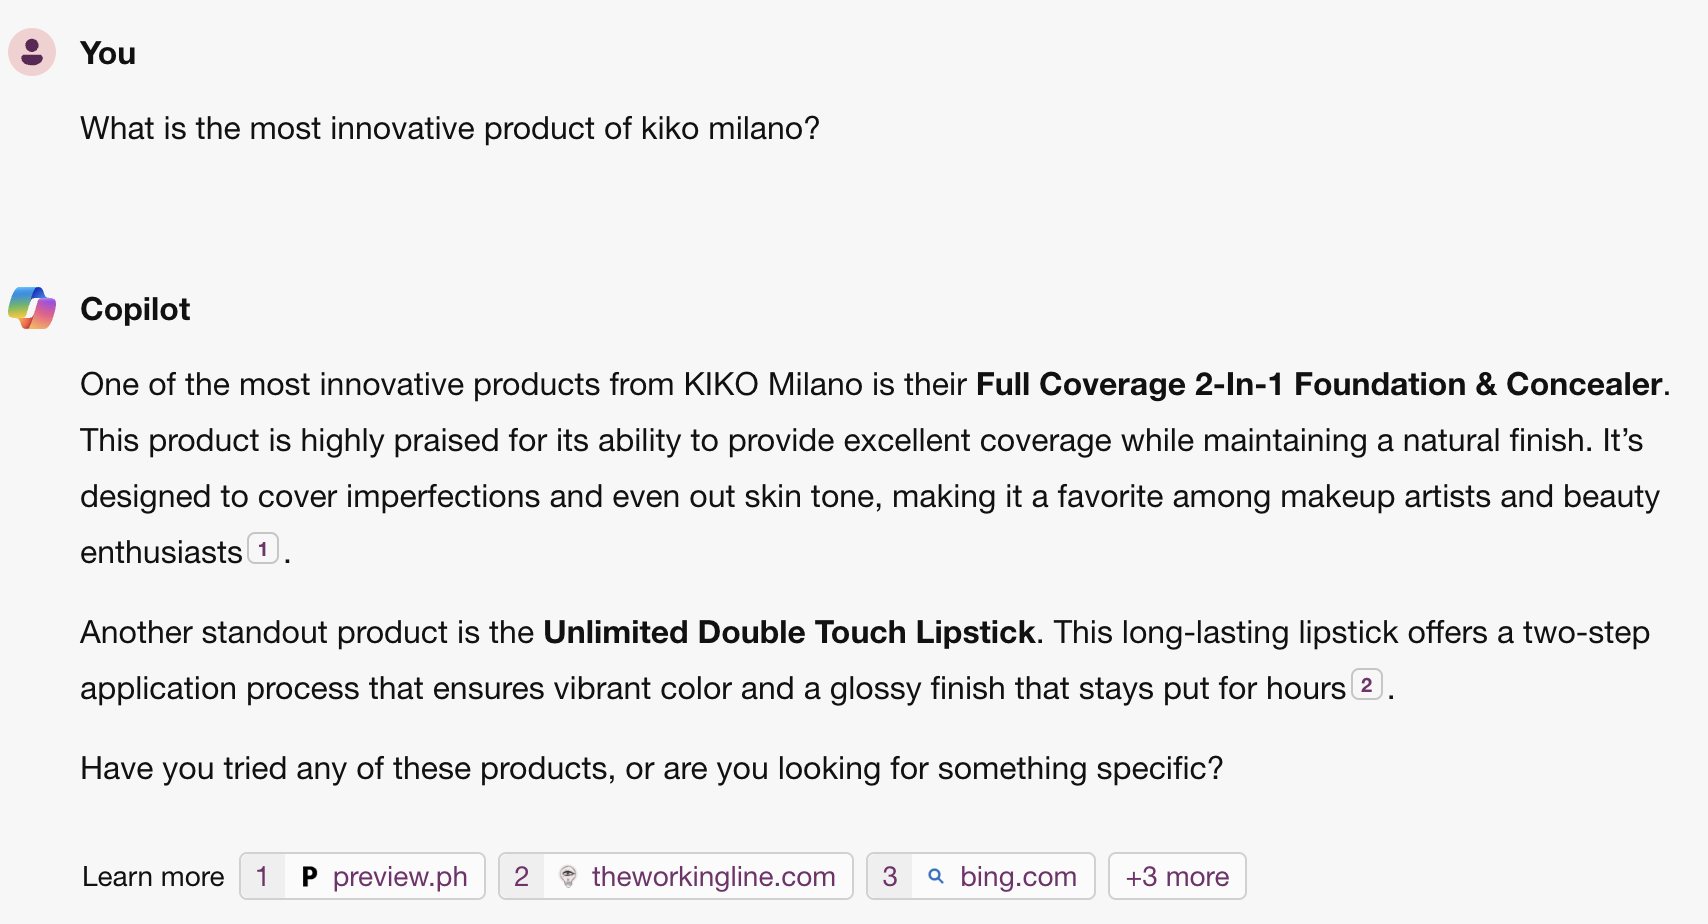 You
What is the most innovative product of kiko milano?
Copilot
One of the most innovative products from KIKO Milano is their Full Coverage 2-In-1 Foundation & Concealer.
This product is highly praised for its ability to provide excellent coverage while maintaining a natural finish. It’s
designed to cover imperfections and even out skin tone, making it a favorite among makeup artists and beauty
enthusiasts 1 .
Another standout product is the Unlimited Double Touch Lipstick. This long-lasting lipstick offers a two-step
application process that ensures vibrant color and a glossy finish that stays put for hours 2 .
Have you tried any of these products, or are you looking for something specific?
Learn more 1 P preview.ph 2 theworkingline.com 3 bing.com +3 more